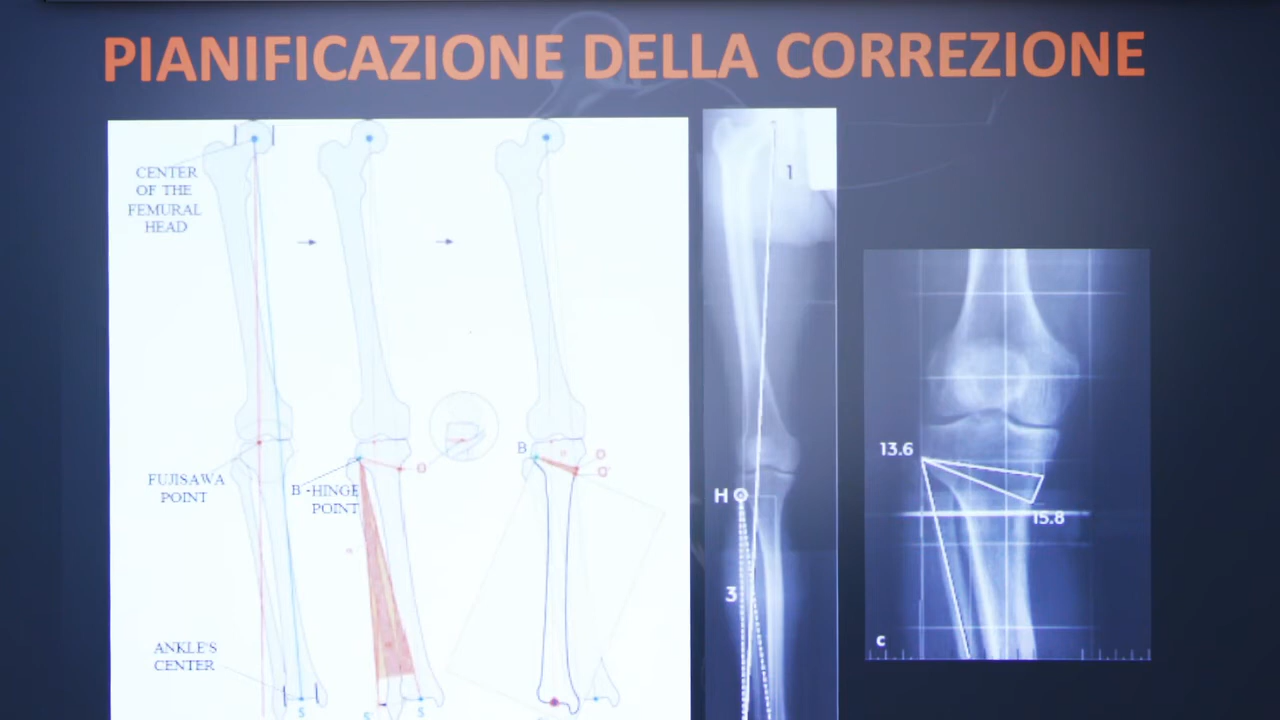 PIANIFICAZIONE DELLA CORREZIONE
CENTER
OF THE
FEMURAL
HEAD
FUJISAWA
POINT
B -HINGE
POINT
O
B
O
O
ANKLE'S
CENTER
S
S'
S
1
H
3
13.6
15.8
C